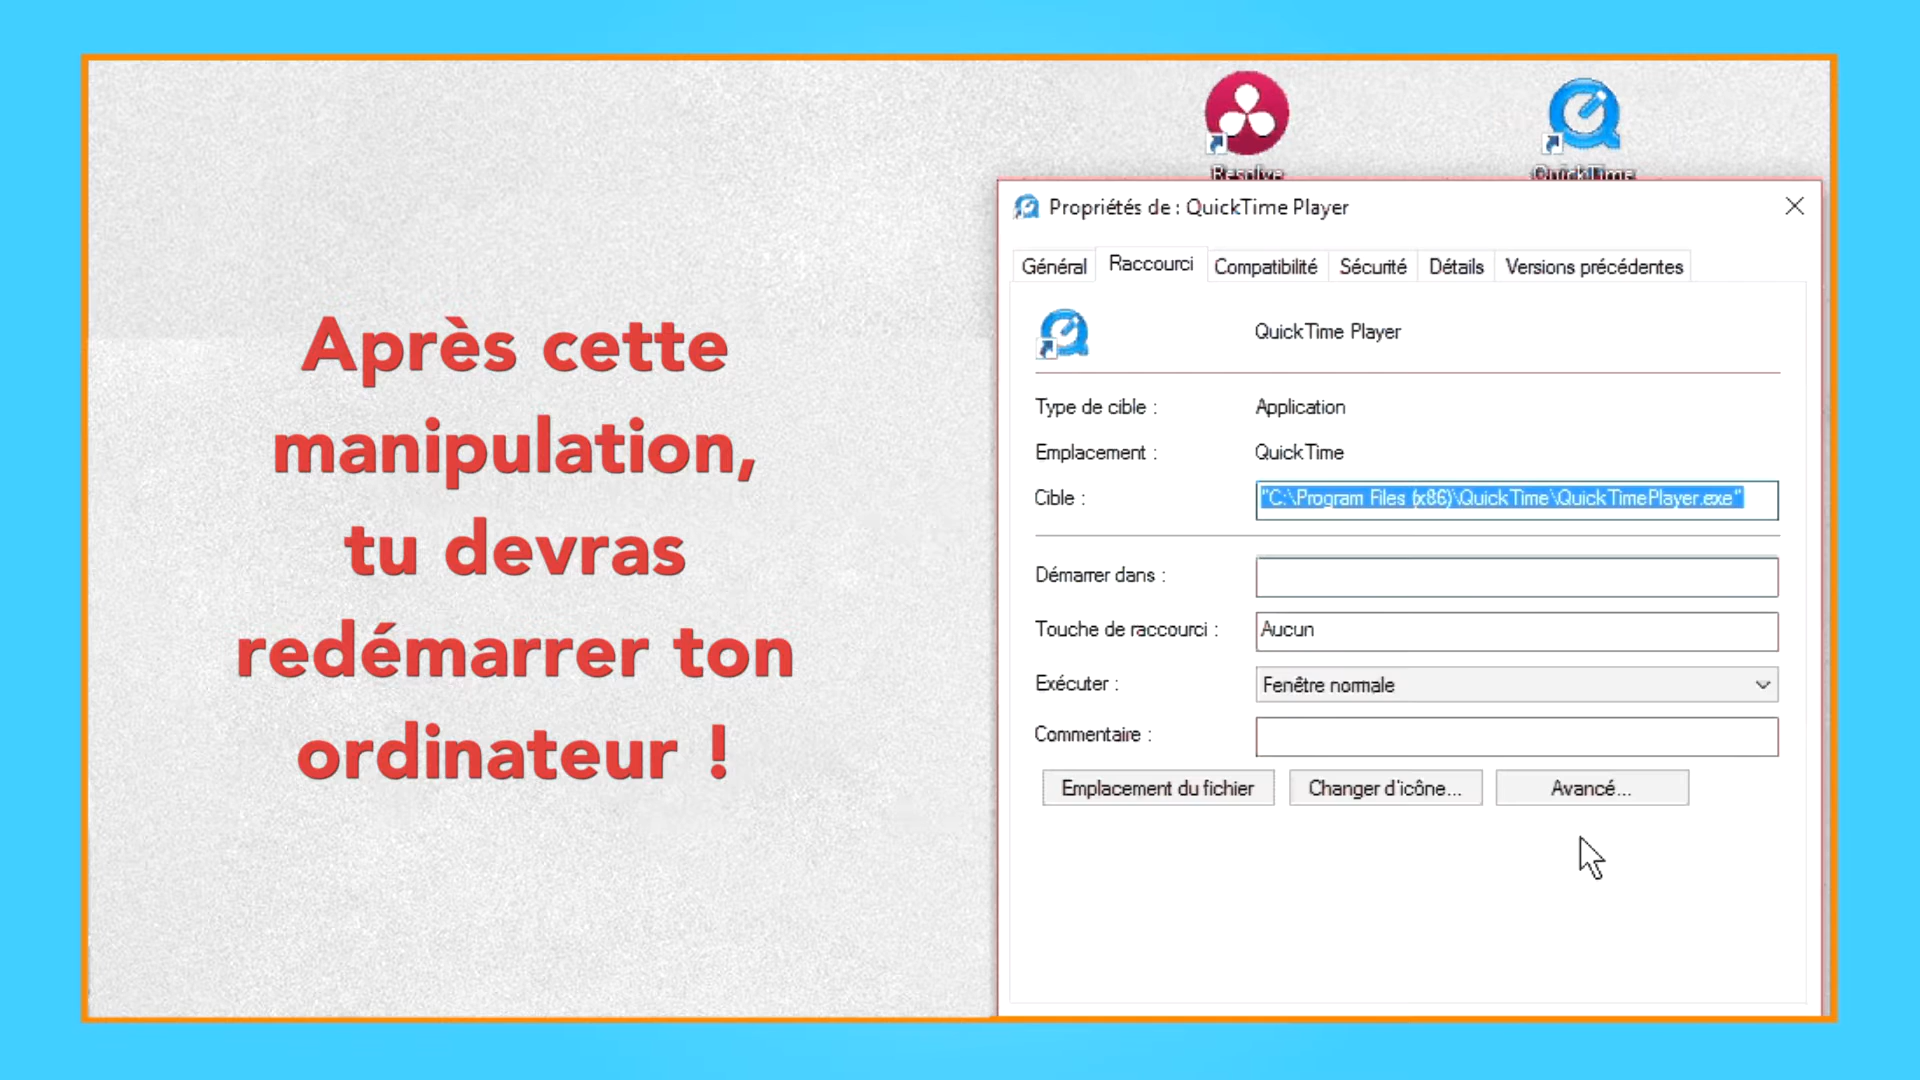 Après cette
manipulation,
tu devras
redémarrer ton
ordinateur !
Resolve
QuickTime
Propriétés de : QuickTime Player
Général
Raccourci
Compatibilité
Sécurité
Détails
Versions précédentes
QuickTime Player
Type de cible :
Application
Emplacement :
QuickTime
Cible :
"C:\Program Files (x86)\QuickTime\QuickTimePlayer.exe"
Démarrer dans :
Touche de raccourci :
Aucun
Exécuter :
Fenêtre normale
Commentaire :
Emplacement du fichier
Changer d'icône...
Avancé...